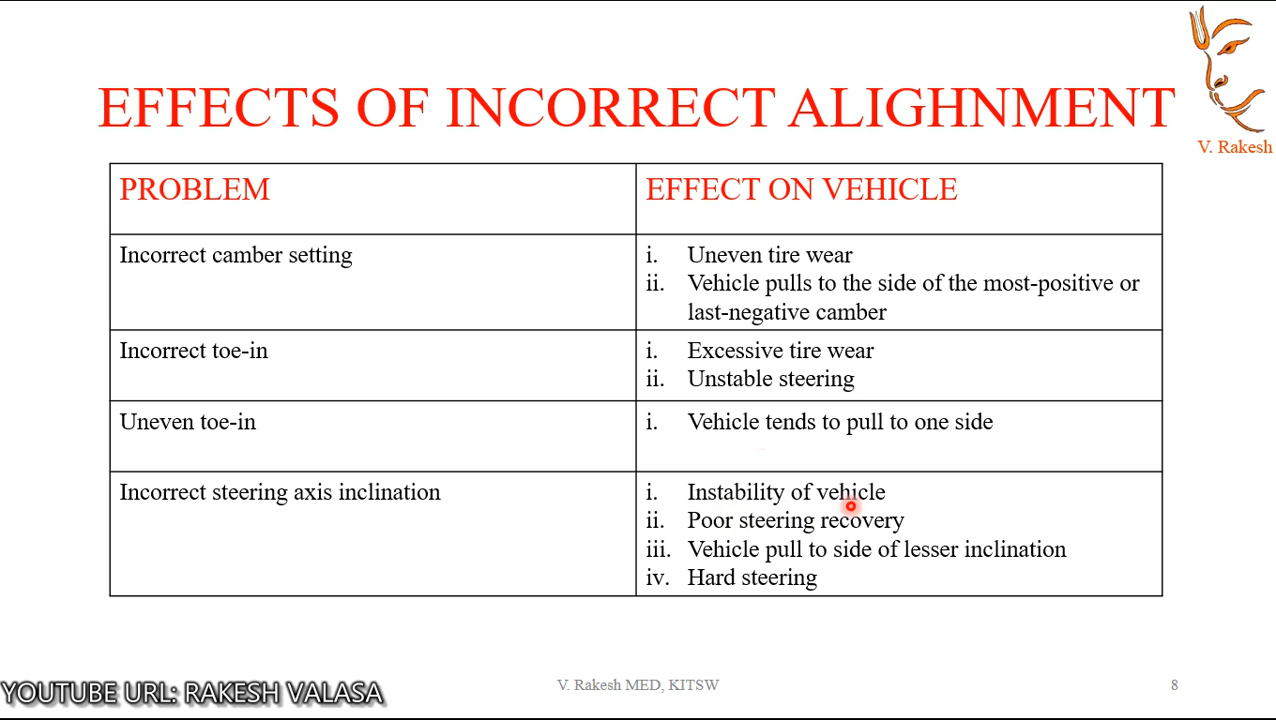 EFFECTS OF INCORRECT ALIGHNMENT
V. Rakesh
PROBLEM
EFFECT ON VEHICLE
Incorrect camber setting
i. Uneven tire wear
ii. Vehicle pulls to the side of the most-positive or
last-negative camber
Incorrect toe-in
i. Excessive tire wear
ii. Unstable steering
Uneven toe-in
i. Vehicle tends to pull to one side
Incorrect steering axis inclination
i. Instability of vehicle
ii. Poor steering recovery
iii. Vehicle pull to side of lesser inclination
iv. Hard steering
YOUTUBE URL: RAKESH VALASA
V. Rakesh MED, KITSW
8